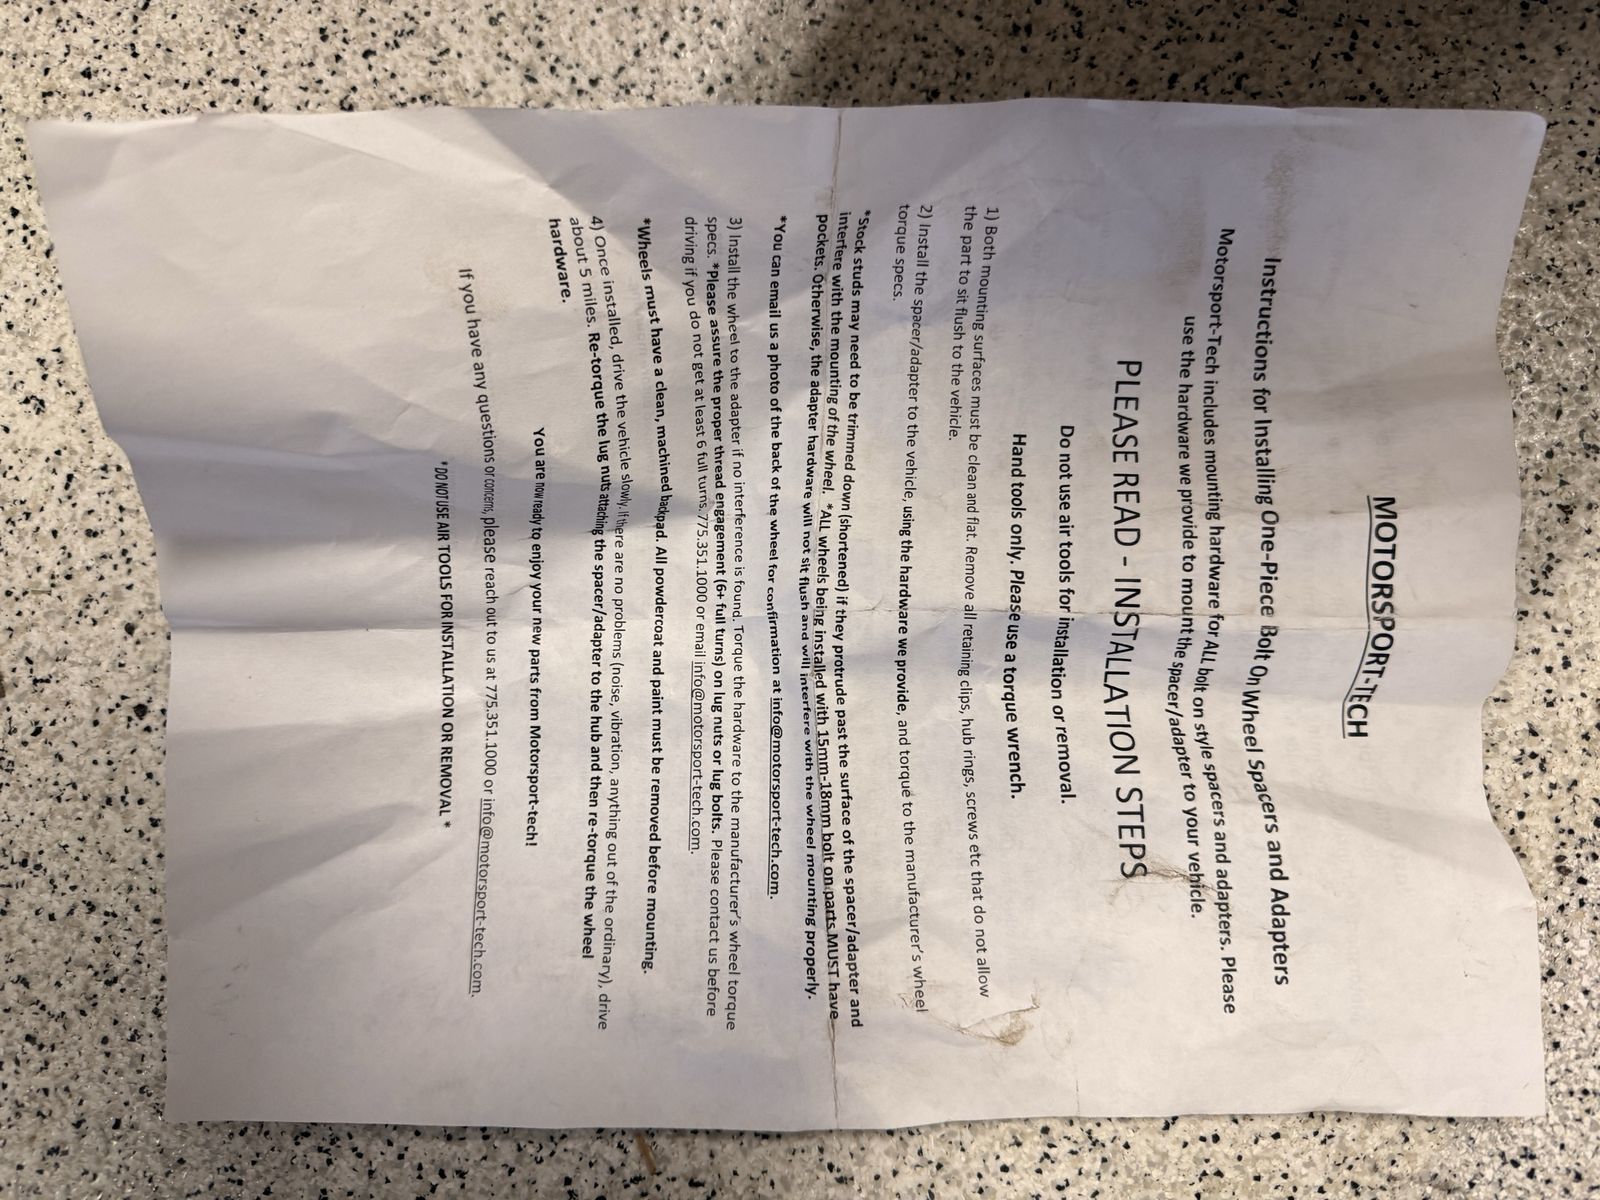 MOTORSPORT-TECH
Instructions for Installing One-Piece Bolt On Wheel Spacers and Adapters
Motorsport-Tech includes mounting hardware for ALL bolt on style spacers and adapters. Please
use the hardware we provide to mount the spacer/adapter to your vehicle.
PLEASE READ - INSTALLATION STEPS
Do not use air tools for installation or removal.
Hand tools only. Please use a torque wrench.
1) Both mounting surfaces must be clean and flat. Remove all retaining clips, hub rings, screws etc that do not allow
the part to sit flush to the vehicle.
2) Install the spacer/adapter to the vehicle, using the hardware we provide, and torque to the manufacturer's wheel
torque specs.
*Stock studs may need to be trimmed down (shortened) if they protrude past the surface of the spacer/adapter and
interfere with the mounting of the wheel. *ALL wheels being installed with 15mm-18mm bolt on parts MUST have
pockets. Otherwise, the adapter hardware will not sit flush and will interfere with the wheel mounting properly.
*You can email us a photo of the back of the wheel for confirmation at info@motorsport-tech.com.
3) Install the wheel to the adapter if no interference is found. Torque the hardware to the manufacturer's wheel torque
specs. *Please assure the proper thread engagement (6+ full turns) on lug nuts or lug bolts. Please contact us before
driving if you do not get at least 6 full turns. 775.351.1000 or email info@motorsport-tech.com.
*Wheels must have a clean, machined backpad. All powdercoat and paint must be removed before mounting.
4) Once installed, drive the vehicle slowly. If there are no problems (noise, vibration, anything out of the ordinary), drive
about 5 miles. Re-torque the lug nuts attaching the spacer/adapter to the hub and then re-torque the wheel
hardware.
You are now ready to enjoy your new parts from Motorsport-tech!
If you have any questions or concerns, please reach out to us at 775.351.1000 or info@motorsport-tech.com.
*DO NOT USE AIR TOOLS FOR INSTALLATION OR REMOVAL*